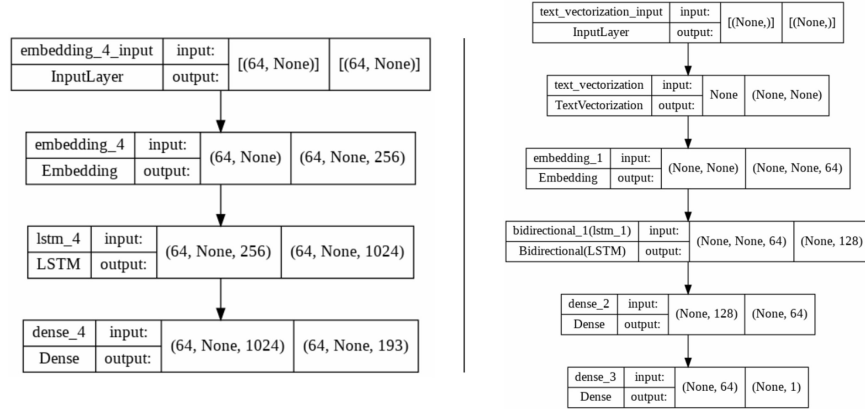 embedding_4_input input: [(64, None)] [(64, None)]
InputLayer output:
embedding_4 input: (64, None) (64, None, 256)
Embedding output:
lstm_4 input: (64, None, 256) (64, None, 1024)
LSTM output:
dense_4 input: (64, None, 1024) (64, None, 193)
Dense output:
text_vectorization_input input: [(None,)] [(None,)]
InputLayer output:
text_vectorization input: None (None, None)
TextVectorization output:
embedding_1 input: (None, None) (None, None, 64)
Embedding output:
bidirectional_1(lstm_1) input: (None, None, 64) (None, 128)
Bidirectional(LSTM) output:
dense_2 input: (None, 128) (None, 64)
Dense output:
dense_3 input: (None, 64) (None, 1)
Dense output: